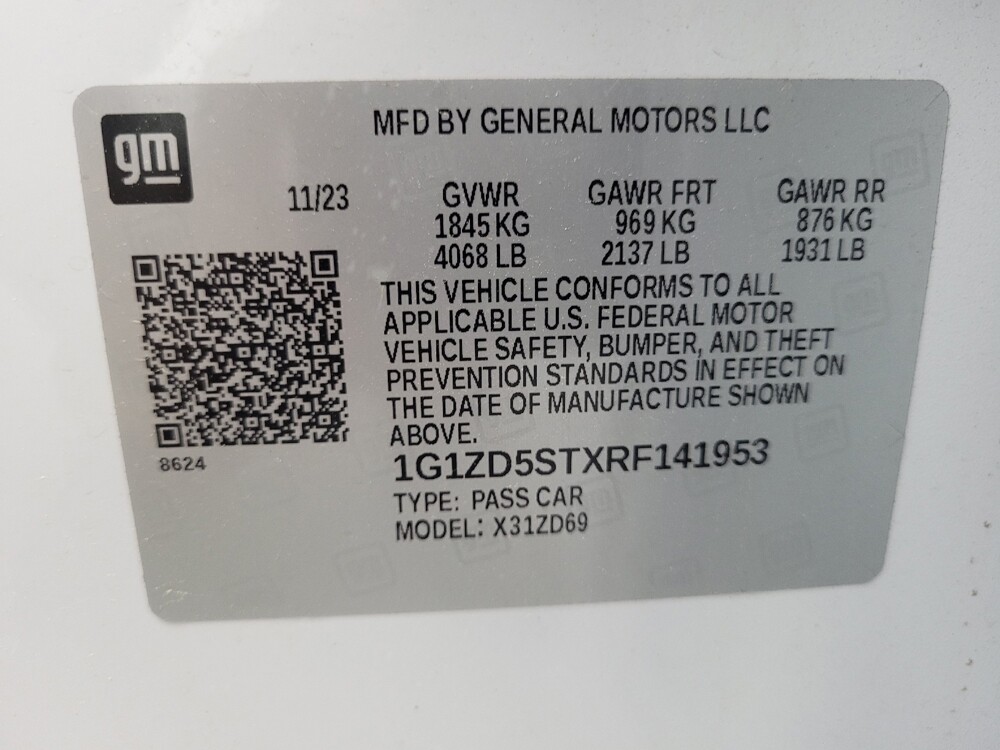 gm
MFD BY GENERAL MOTORS LLC
11/23 GVWR GAWR FRT GAWR RR
1845 KG 969 KG 876 KG
4068 LB 2137 LB 1931 LB
THIS VEHICLE CONFORMS TO ALL
APPLICABLE U.S. FEDERAL MOTOR
VEHICLE SAFETY, BUMPER, AND THEFT
PREVENTION STANDARDS IN EFFECT ON
THE DATE OF MANUFACTURE SHOWN
ABOVE.
8624
1G1ZD5STXRF141953
TYPE: PASS CAR
MODEL: X31ZD69